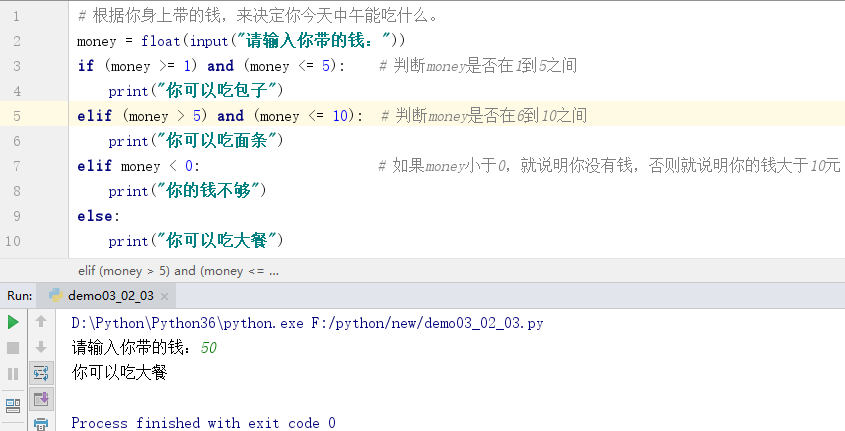 1 # 根据你身上带的钱，来决定你今天中午能吃什么。
2 money = float(input("请输入你带的钱："))
3 if (money >= 1) and (money <= 5): # 判断money是否在1到5之间
4 print("你可以吃包子")
5 elif (money > 5) and (money <= 10): # 判断money是否在6到10之间
6 print("你可以吃面条")
7 elif money < 0: # 如果money小于0，就说明你没有钱，否则就说明你的钱大于10元
8 print("你的钱不够")
9 else:
10 print("你可以吃大餐")
elif (money > 5) and (money <= ...
Run: demo03_02_03 ×
D:\Python\Python36\python.exe F:/python/new/demo03_02_03.py
请输入你带的钱：50
你可以吃大餐
Process finished with exit code 0